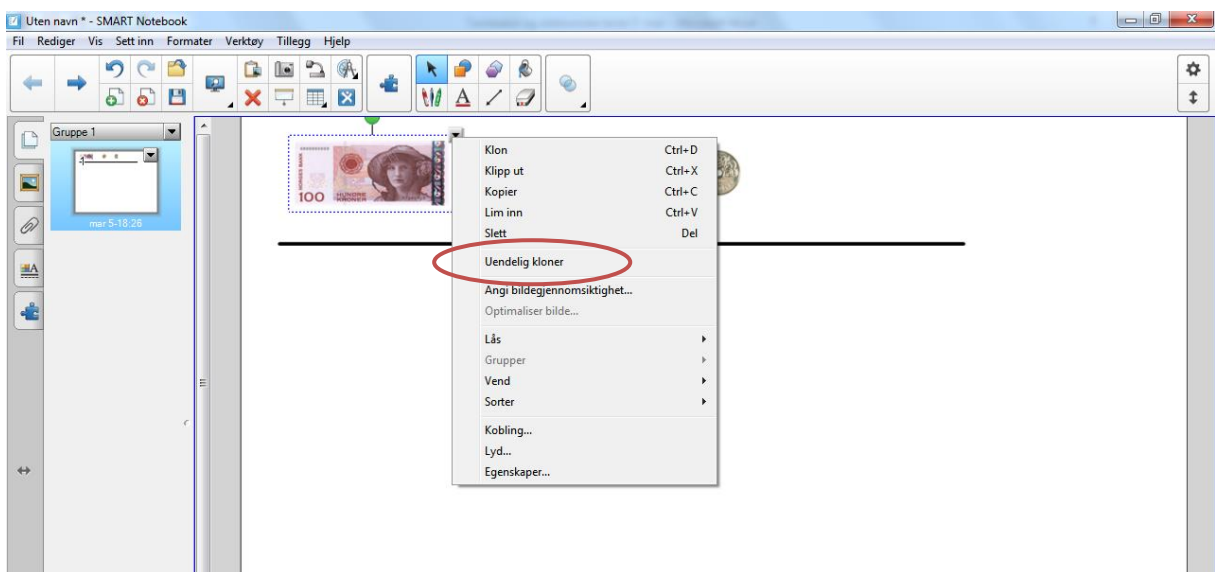 Uten navn * - SMART Notebook
Fil Rediger Vis Sett inn Formater Verktøy Tillegg Hjelp
Gruppe 1
mar 5-18:26
100
HUNDRE
KRONER
Klon Ctrl+D
Klipp ut Ctrl+X
Kopier Ctrl+C
Lim inn Ctrl+V
Slett Del
Uendelig kloner
Angi bildegjennomsiktighet...
Optimaliser bilde...
Lås
Grupper
Vend
Sorter
Kobling...
Lyd...
Egenskaper...